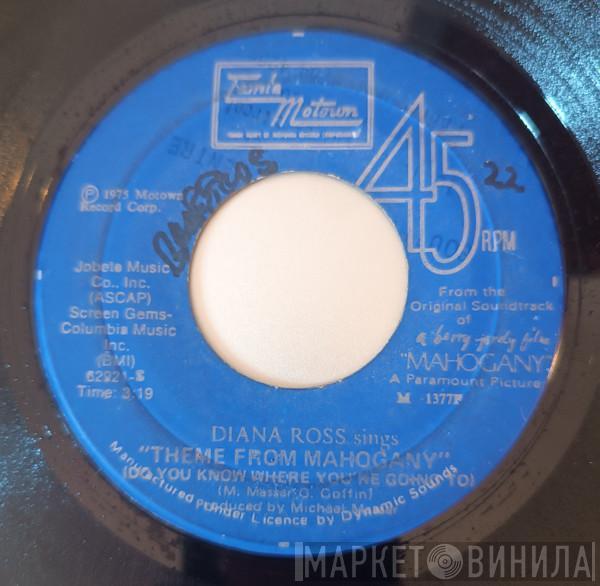 Tamla
Motown
45
RPM
22
℗ 1975 Motown
Record Corp.
Jobete Music
Co., Inc.
(ASCAP)
Screen Gems-
Columbia Music
Inc.
(BMI)
62921-S
Time: 3:19
From the
Original Soundtrack
of
a berry gordy film
"MAHOGANY"
A Paramount Picture
M -1377F
DIANA ROSS sings
"THEME FROM MAHOGANY"
(DO YOU KNOW WHERE YOU'RE GOING TO)
(M. Masser G. Goffin)
Produced by Michael Masser
Manufactured Under Licence by Dynamic Sounds
МАРКЕТ ВИНИЛА